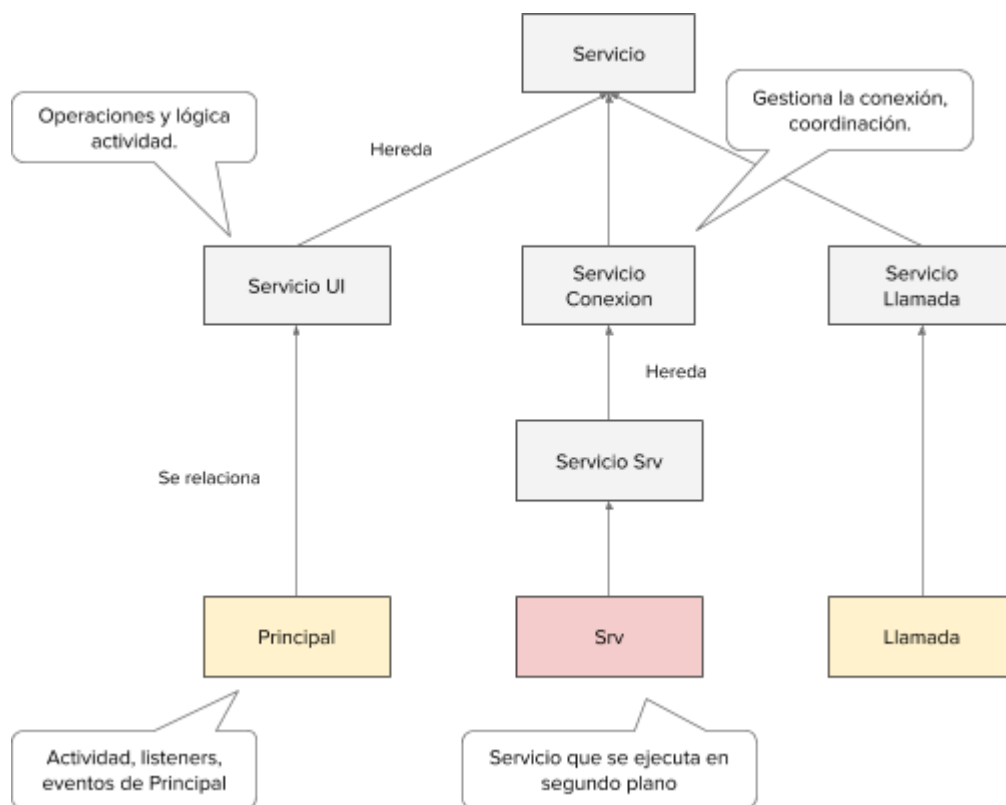 Servicio
Operaciones y lógica
actividad.
Gestiona la conexión,
coordinación.
Hereda
Servicio UI
Servicio
Conexion
Servicio
Llamada
Hereda
Servicio Srv
Se relaciona
Principal
Srv
Llamada
Actividad, listeners,
eventos de Principal
Servicio que se ejecuta en
segundo plano